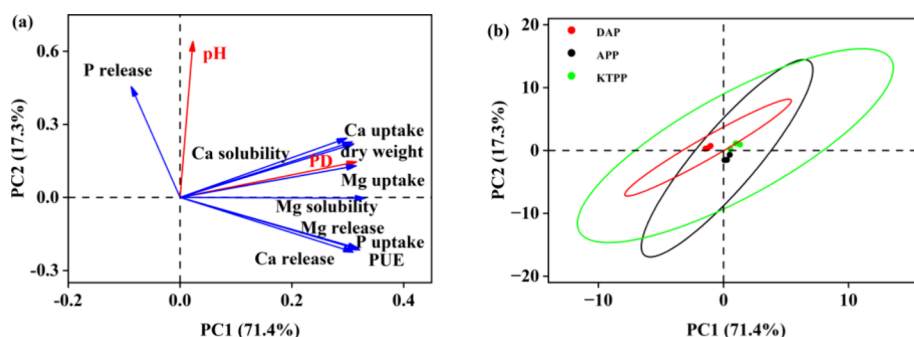 (a)
pH
P release
Ca uptake
Ca solubility
dry weight
PD
Mg uptake
Mg solubility
Mg release
P uptake
Ca release
PUE
0.6
0.3
0.0
-0.3
PC2 (17.3%)
-0.2
0.0
0.2
0.4
PC1 (71.4%)
(b)
DAP
APP
KTPP
20
10
0
−10
−20
PC2 (17.3%)
−10
0
10
PC1 (71.4%)